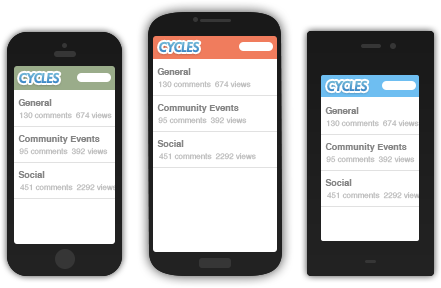 CYCLES
General
130 comments 674 views
Community Events
95 comments 392 views
Social
451 comments 2292 views
CYCLES
General
130 comments 674 views
Community Events
95 comments 392 views
Social
451 comments 2292 views
CYCLES
General
130 comments 674 views
Community Events
95 comments 392 views
Social
451 comments 2292 view